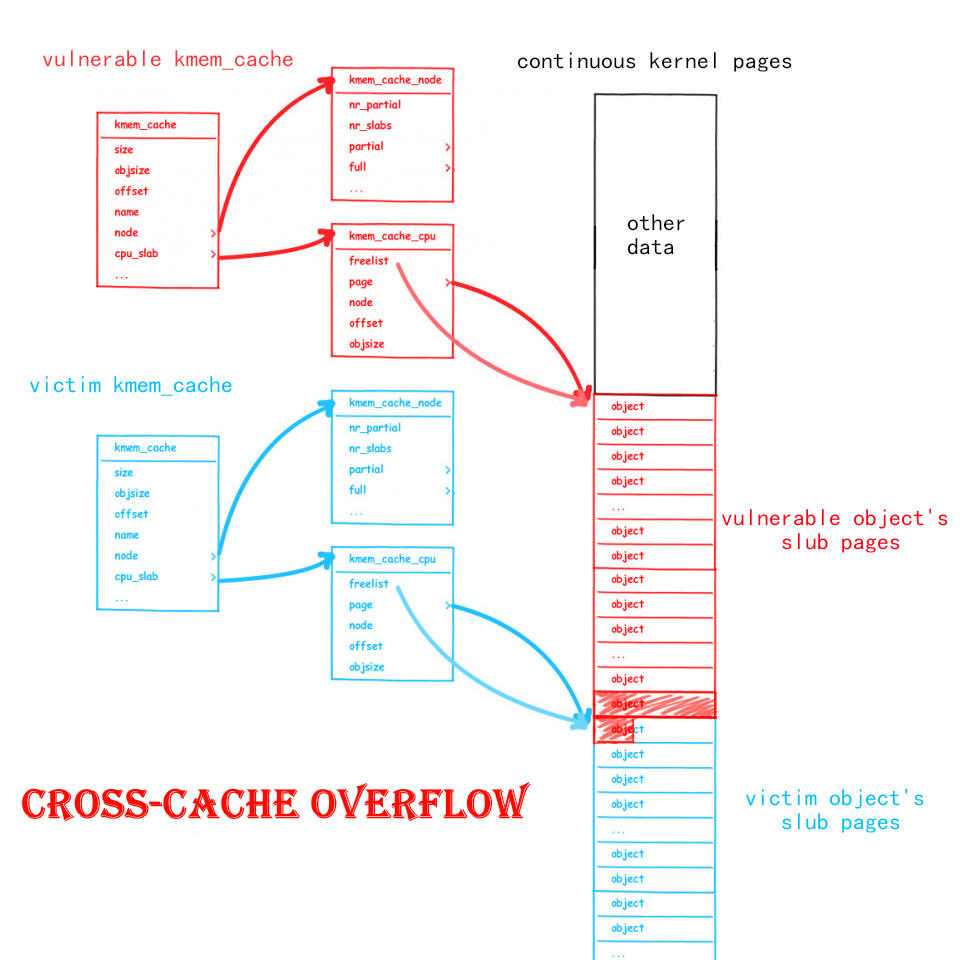 vulnerable kmem_cache
kmem_cache
size
objsize
offset
name
node
cpu_slab
...
kmem_cache_node
nr_partial
nr_slabs
partial
full
...
kmem_cache_cpu
freelist
page
node
offset
objsize
victim kmem_cache
kmem_cache
size
objsize
offset
name
node
cpu_slab
...
kmem_cache_node
nr_partial
nr_slabs
partial
full
...
kmem_cache_cpu
freelist
page
node
offset
objsize
CROSS-CACHE OVERFLOW
continuous kernel pages
other
data
object
object
object
object
...
object
object
object
object
object
...
object
object
object
object
object
object
...
object
object
object
object
...
vulnerable object's
slub pages
victim object's
slub pages